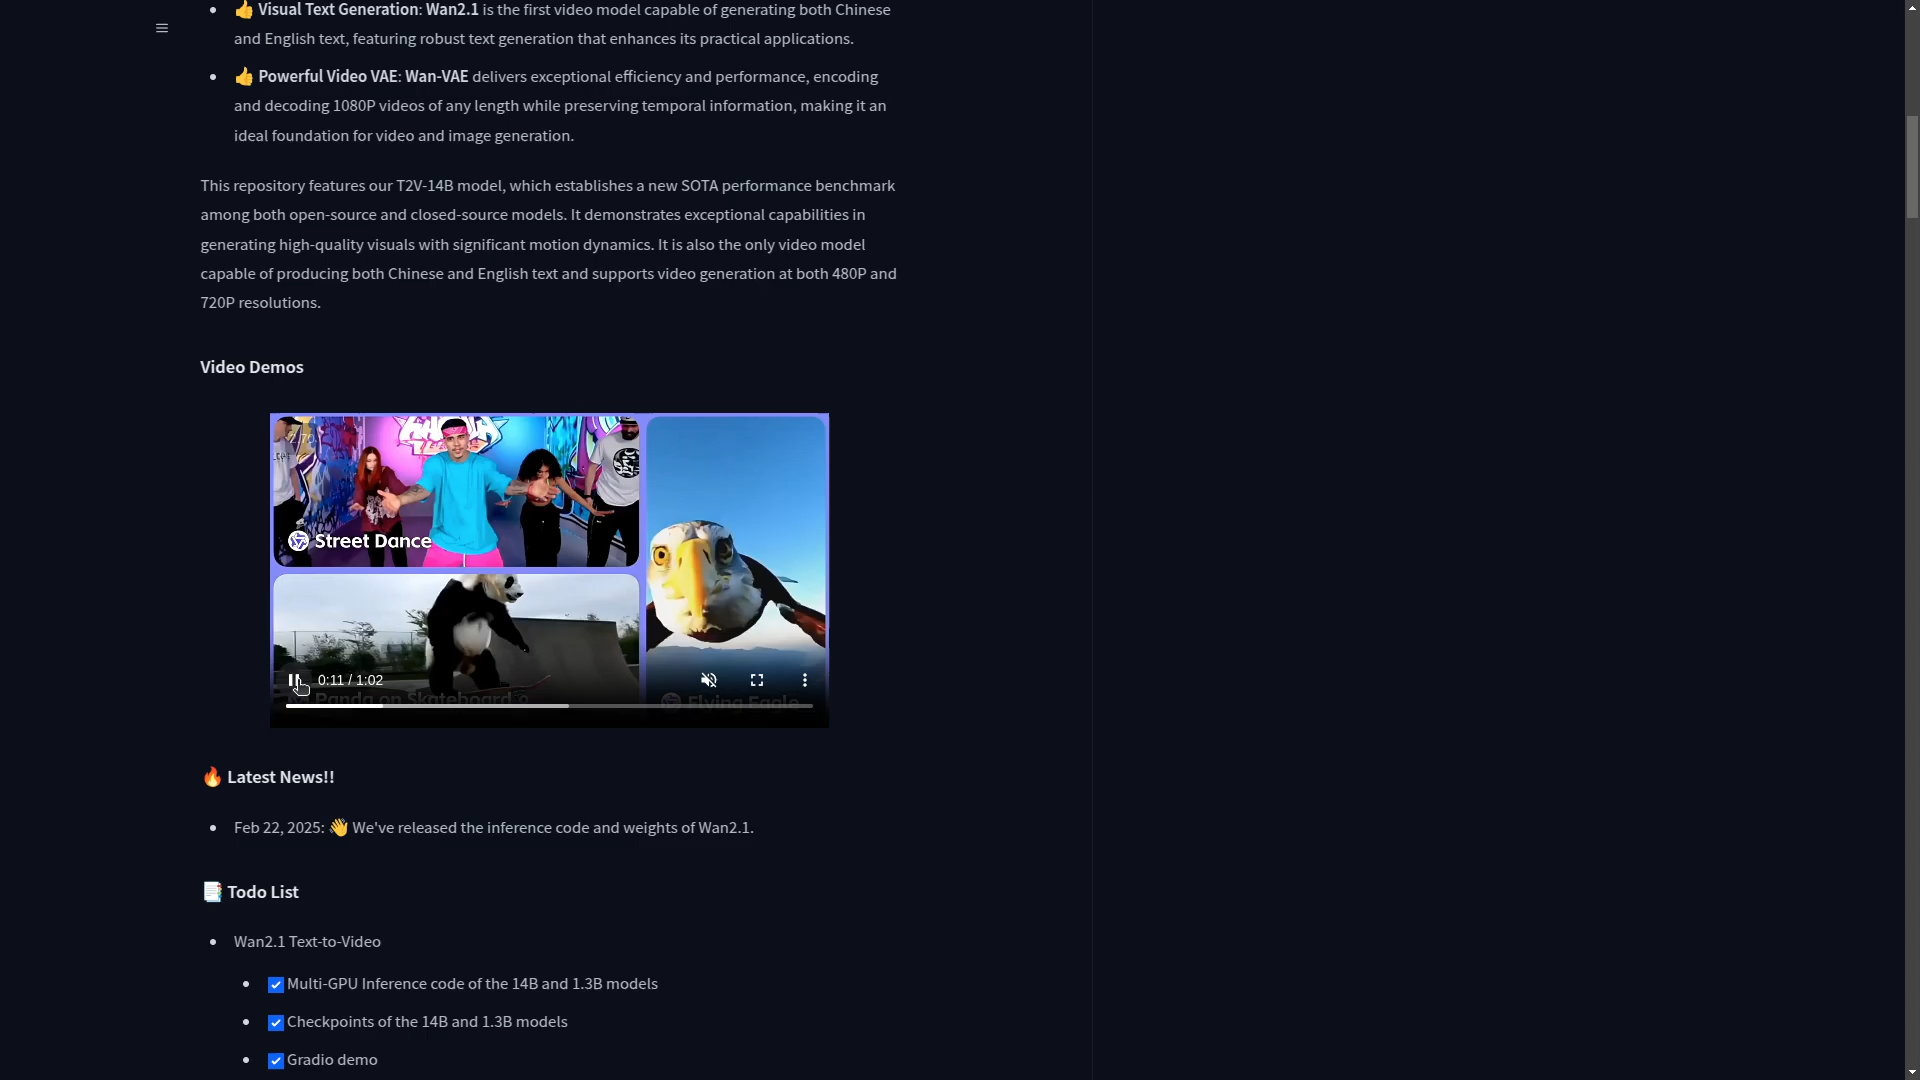 👍 Visual Text Generation: Wan2.1 is the first video model capable of generating both Chinese
and English text, featuring robust text generation that enhances its practical applications.
👍 Powerful Video VAE: Wan-VAE delivers exceptional efficiency and performance, encoding
and decoding 1080P videos of any length while preserving temporal information, making it an
ideal foundation for video and image generation.
This repository features our T2V-14B model, which establishes a new SOTA performance benchmark
among both open-source and closed-source models. It demonstrates exceptional capabilities in
generating high-quality visuals with significant motion dynamics. It is also the only video model
capable of producing both Chinese and English text and supports video generation at both 480P and
720P resolutions.
Video Demos
Street Dance
Panda on Skateboard
Flying Eagle
0:11 / 1:02
🔥 Latest News!!
Feb 22, 2025: 👋 We've released the inference code and weights of Wan2.1.
📑 Todo List
Wan2.1 Text-to-Video
Multi-GPU Inference code of the 14B and 1.3B models
Checkpoints of the 14B and 1.3B models
Gradio demo